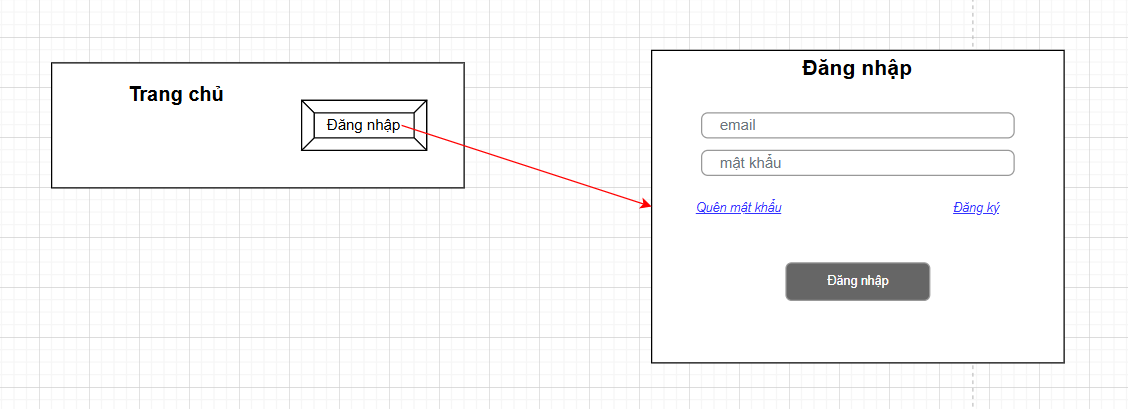 Trang chủ
Đăng nhập
Đăng nhập
email
mật khẩu
Quên mật khẩu
Đăng ký
Đăng nhập